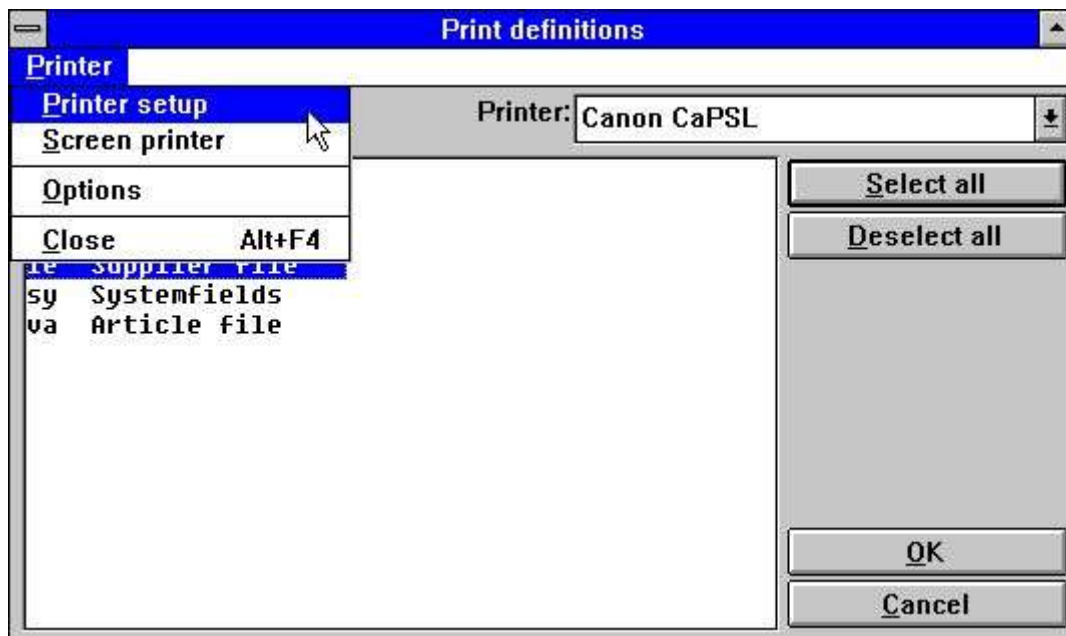 Print definitions
Printer
Printer setup
Screen printer
Options
Close Alt+F4
Printer: Canon CaPSL
le Supplier file
sy Systemfields
va Article file
Select all
Deselect all
OK
Cancel